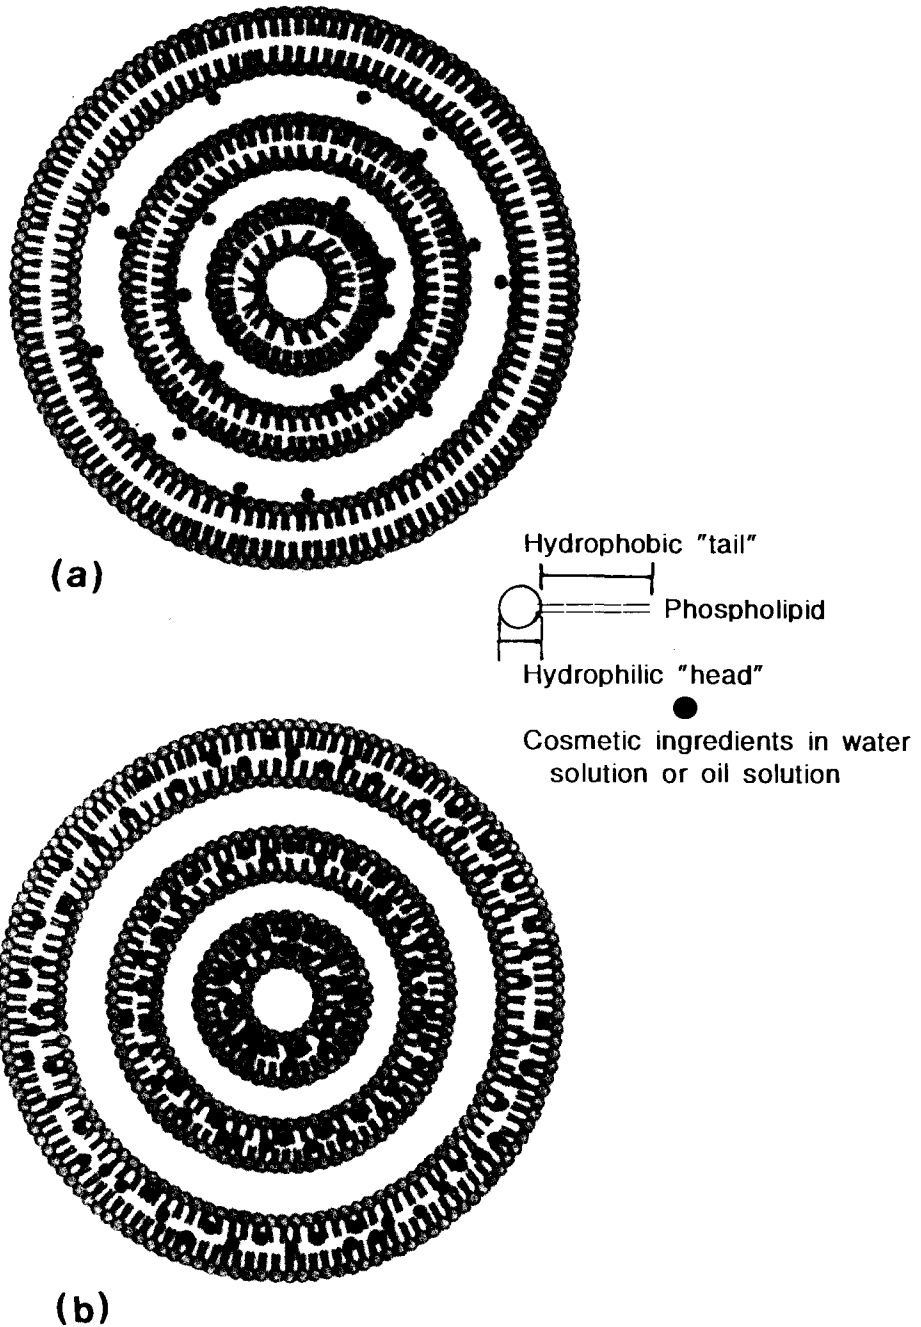 (a)
Hydrophobic "tail"
Phospholipid
Hydrophilic "head"
Cosmetic ingredients in water
solution or oil solution
(b)